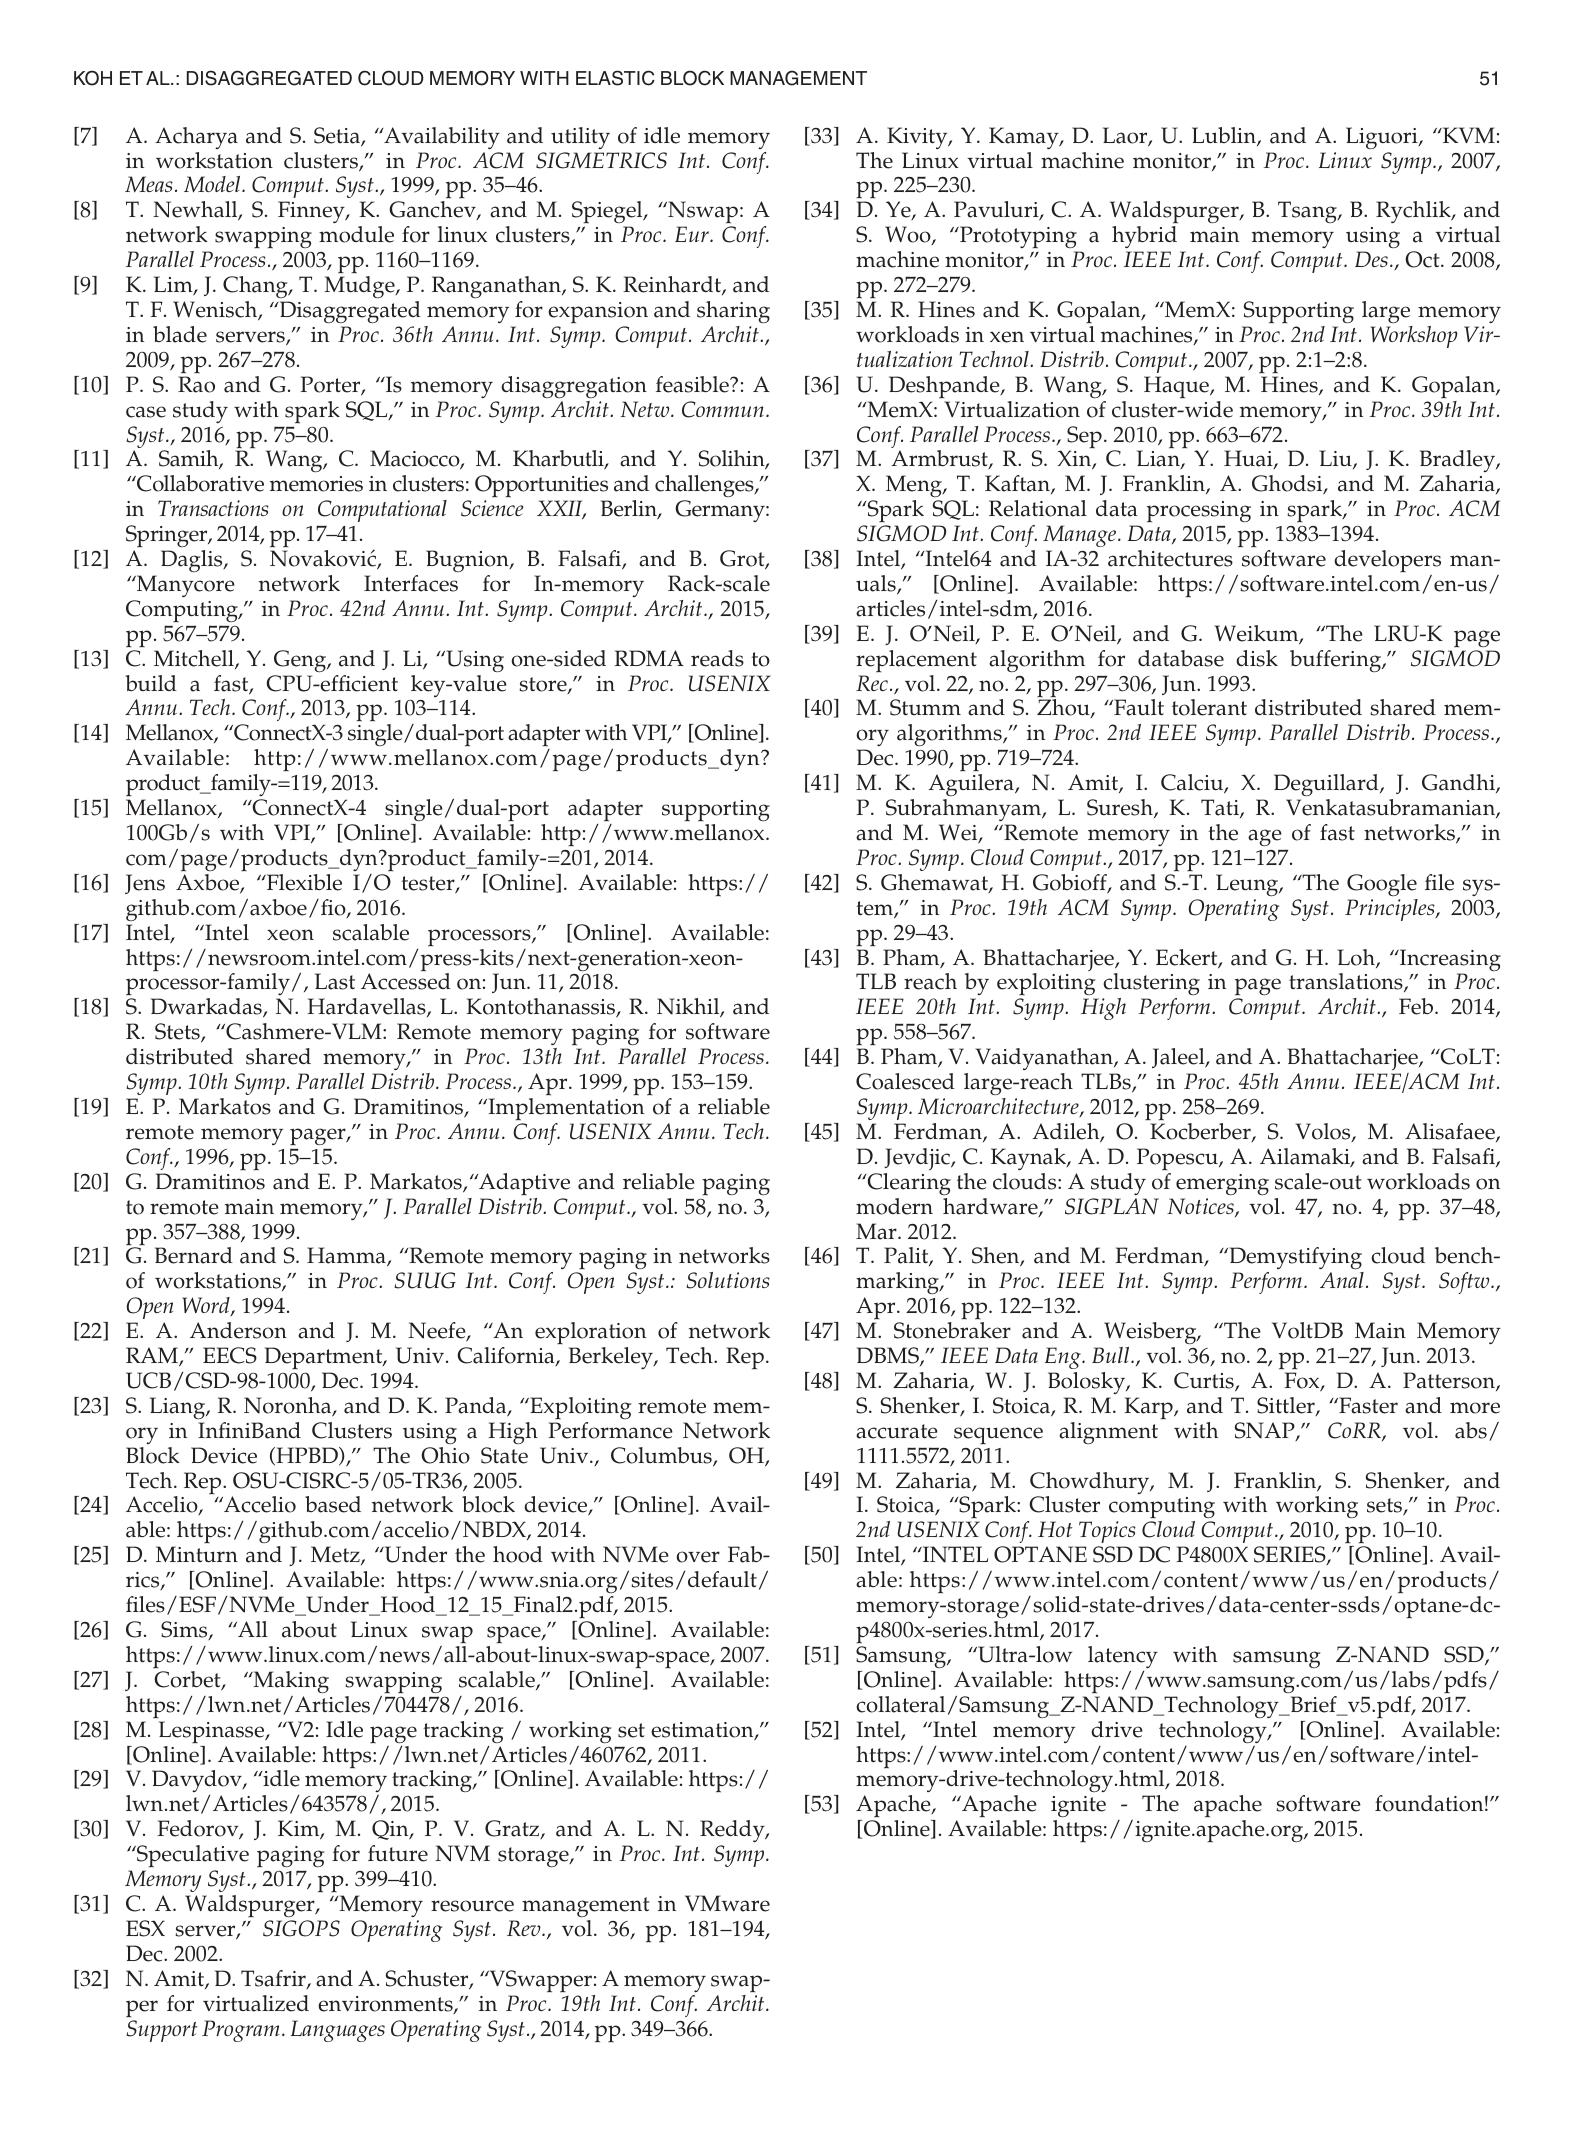 KOH ET AL.: DISAGGREGATED CLOUD MEMORY WITH ELASTIC BLOCK MANAGEMENT 51
[7] A. Acharya and S. Setia, “Availability and utility of idle memory
in workstation clusters,” in Proc. ACM SIGMETRICS Int. Conf.
Meas. Model. Comput. Syst., 1999, pp. 35–46.
[8] T. Newhall, S. Finney, K. Ganchev, and M. Spiegel, “Nswap: A
network swapping module for linux clusters,” in Proc. Eur. Conf.
Parallel Process., 2003, pp. 1160–1169.
[9] K. Lim, J. Chang, T. Mudge, P. Ranganathan, S. K. Reinhardt, and
T. F. Wenisch, “Disaggregated memory for expansion and sharing
in blade servers,” in Proc. 36th Annu. Int. Symp. Comput. Archit.,
2009, pp. 267–278.
[10] P. S. Rao and G. Porter, “Is memory disaggregation feasible?: A
case study with spark SQL,” in Proc. Symp. Archit. Netw. Commun.
Syst., 2016, pp. 75–80.
[11] A. Samih, R. Wang, C. Maciocco, M. Kharbutli, and Y. Solihin,
“Collaborative memories in clusters: Opportunities and challenges,”
in Transactions on Computational Science XXII, Berlin, Germany:
Springer, 2014, pp. 17–41.
[12] A. Daglis, S. Novaković, E. Bugnion, B. Falsafi, and B. Grot,
“Manycore network Interfaces for In-memory Rack-scale
Computing,” in Proc. 42nd Annu. Int. Symp. Comput. Archit., 2015,
pp. 567–579.
[13] C. Mitchell, Y. Geng, and J. Li, “Using one-sided RDMA reads to
build a fast, CPU-efficient key-value store,” in Proc. USENIX
Annu. Tech. Conf., 2013, pp. 103–114.
[14] Mellanox, “ConnectX-3 single/dual-port adapter with VPI,” [Online].
Available: http://www.mellanox.com/page/products_dyn?
product_family-=119, 2013.
[15] Mellanox, “ConnectX-4 single/dual-port adapter supporting
100Gb/s with VPI,” [Online]. Available: http://www.mellanox.
com/page/products_dyn?product_family-=201, 2014.
[16] Jens Axboe, “Flexible I/O tester,” [Online]. Available: https://
github.com/axboe/fio, 2016.
[17] Intel, “Intel xeon scalable processors,” [Online]. Available:
https://newsroom.intel.com/press-kits/next-generation-xeon-
processor-family/, Last Accessed on: Jun. 11, 2018.
[18] S. Dwarkadas, N. Hardavellas, L. Kontothanassis, R. Nikhil, and
R. Stets, “Cashmere-VLM: Remote memory paging for software
distributed shared memory,” in Proc. 13th Int. Parallel Process.
Symp. 10th Symp. Parallel Distrib. Process., Apr. 1999, pp. 153–159.
[19] E. P. Markatos and G. Dramitinos, “Implementation of a reliable
remote memory pager,” in Proc. Annu. Conf. USENIX Annu. Tech.
Conf., 1996, pp. 15–15.
[20] G. Dramitinos and E. P. Markatos,“Adaptive and reliable paging
to remote main memory,” J. Parallel Distrib. Comput., vol. 58, no. 3,
pp. 357–388, 1999.
[21] G. Bernard and S. Hamma, “Remote memory paging in networks
of workstations,” in Proc. SUUG Int. Conf. Open Syst.: Solutions
Open Word, 1994.
[22] E. A. Anderson and J. M. Neefe, “An exploration of network
RAM,” EECS Department, Univ. California, Berkeley, Tech. Rep.
UCB/CSD-98-1000, Dec. 1994.
[23] S. Liang, R. Noronha, and D. K. Panda, “Exploiting remote mem-
ory in InfiniBand Clusters using a High Performance Network
Block Device (HPBD),” The Ohio State Univ., Columbus, OH,
Tech. Rep. OSU-CISRC-5/05-TR36, 2005.
[24] Accelio, “Accelio based network block device,” [Online]. Avail-
able: https://github.com/accelio/NBDX, 2014.
[25] D. Minturn and J. Metz, “Under the hood with NVMe over Fab-
rics,” [Online]. Available: https://www.snia.org/sites/default/
files/ESF/NVMe_Under_Hood_12_15_Final2.pdf, 2015.
[26] G. Sims, “All about Linux swap space,” [Online]. Available:
https://www.linux.com/news/all-about-linux-swap-space, 2007.
[27] J. Corbet, “Making swapping scalable,” [Online]. Available:
https://lwn.net/Articles/704478/, 2016.
[28] M. Lespinasse, “V2: Idle page tracking / working set estimation,”
[Online]. Available: https://lwn.net/Articles/460762, 2011.
[29] V. Davydov, “idle memory tracking,” [Online]. Available: https://
lwn.net/Articles/643578/, 2015.
[30] V. Fedorov, J. Kim, M. Qin, P. V. Gratz, and A. L. N. Reddy,
“Speculative paging for future NVM storage,” in Proc. Int. Symp.
Memory Syst., 2017, pp. 399–410.
[31] C. A. Waldspurger, “Memory resource management in VMware
ESX server,” SIGOPS Operating Syst. Rev., vol. 36, pp. 181–194,
Dec. 2002.
[32] N. Amit, D. Tsafrir, and A. Schuster, “VSwapper: A memory swap-
per for virtualized environments,” in Proc. 19th Int. Conf. Archit.
Support Program. Languages Operating Syst., 2014, pp. 349–366.
[33] A. Kivity, Y. Kamay, D. Laor, U. Lublin, and A. Liguori, “KVM:
The Linux virtual machine monitor,” in Proc. Linux Symp., 2007,
pp. 225–230.
[34] D. Ye, A. Pavuluri, C. A. Waldspurger, B. Tsang, B. Rychlik, and
S. Woo, “Prototyping a hybrid main memory using a virtual
machine monitor,” in Proc. IEEE Int. Conf. Comput. Des., Oct. 2008,
pp. 272–279.
[35] M. R. Hines and K. Gopalan, “MemX: Supporting large memory
workloads in xen virtual machines,” in Proc. 2nd Int. Workshop Vir-
tualization Technol. Distrib. Comput., 2007, pp. 2:1–2:8.
[36] U. Deshpande, B. Wang, S. Haque, M. Hines, and K. Gopalan,
“MemX: Virtualization of cluster-wide memory,” in Proc. 39th Int.
Conf. Parallel Process., Sep. 2010, pp. 663–672.
[37] M. Armbrust, R. S. Xin, C. Lian, Y. Huai, D. Liu, J. K. Bradley,
X. Meng, T. Kaftan, M. J. Franklin, A. Ghodsi, and M. Zaharia,
“Spark SQL: Relational data processing in spark,” in Proc. ACM
SIGMOD Int. Conf. Manage. Data, 2015, pp. 1383–1394.
[38] Intel, “Intel64 and IA-32 architectures software developers man-
uals,” [Online]. Available: https://software.intel.com/en-us/
articles/intel-sdm, 2016.
[39] E. J. O’Neil, P. E. O’Neil, and G. Weikum, “The LRU-K page
replacement algorithm for database disk buffering,” SIGMOD
Rec., vol. 22, no. 2, pp. 297–306, Jun. 1993.
[40] M. Stumm and S. Zhou, “Fault tolerant distributed shared mem-
ory algorithms,” in Proc. 2nd IEEE Symp. Parallel Distrib. Process.,
Dec. 1990, pp. 719–724.
[41] M. K. Aguilera, N. Amit, I. Calciu, X. Deguillard, J. Gandhi,
P. Subrahmanyam, L. Suresh, K. Tati, R. Venkatasubramanian,
and M. Wei, “Remote memory in the age of fast networks,” in
Proc. Symp. Cloud Comput., 2017, pp. 121–127.
[42] S. Ghemawat, H. Gobioff, and S.-T. Leung, “The Google file sys-
tem,” in Proc. 19th ACM Symp. Operating Syst. Principles, 2003,
pp. 29–43.
[43] B. Pham, A. Bhattacharjee, Y. Eckert, and G. H. Loh, “Increasing
TLB reach by exploiting clustering in page translations,” in Proc.
IEEE 20th Int. Symp. High Perform. Comput. Archit., Feb. 2014,
pp. 558–567.
[44] B. Pham, V. Vaidyanathan, A. Jaleel, and A. Bhattacharjee, “CoLT:
Coalesced large-reach TLBs,” in Proc. 45th Annu. IEEE/ACM Int.
Symp. Microarchitecture, 2012, pp. 258–269.
[45] M. Ferdman, A. Adileh, O. Kocberber, S. Volos, M. Alisafaee,
D. Jevdjic, C. Kaynak, A. D. Popescu, A. Ailamaki, and B. Falsafi,
“Clearing the clouds: A study of emerging scale-out workloads on
modern hardware,” SIGPLAN Notices, vol. 47, no. 4, pp. 37–48,
Mar. 2012.
[46] T. Palit, Y. Shen, and M. Ferdman, “Demystifying cloud bench-
marking,” in Proc. IEEE Int. Symp. Perform. Anal. Syst. Softw.,
Apr. 2016, pp. 122–132.
[47] M. Stonebraker and A. Weisberg, “The VoltDB Main Memory
DBMS,” IEEE Data Eng. Bull., vol. 36, no. 2, pp. 21–27, Jun. 2013.
[48] M. Zaharia, W. J. Bolosky, K. Curtis, A. Fox, D. A. Patterson,
S. Shenker, I. Stoica, R. M. Karp, and T. Sittler, “Faster and more
accurate sequence alignment with SNAP,” CoRR, vol. abs/
1111.5572, 2011.
[49] M. Zaharia, M. Chowdhury, M. J. Franklin, S. Shenker, and
I. Stoica, “Spark: Cluster computing with working sets,” in Proc.
2nd USENIX Conf. Hot Topics Cloud Comput., 2010, pp. 10–10.
[50] Intel, “INTEL OPTANE SSD DC P4800X SERIES,” [Online]. Avail-
able: https://www.intel.com/content/www/us/en/products/
memory-storage/solid-state-drives/data-center-ssds/optane-dc-
p4800x-series.html, 2017.
[51] Samsung, “Ultra-low latency with samsung Z-NAND SSD,”
[Online]. Available: https://www.samsung.com/us/labs/pdfs/
collateral/Samsung_Z-NAND_Technology_Brief_v5.pdf, 2017.
[52] Intel, “Intel memory drive technology,” [Online]. Available:
https://www.intel.com/content/www/us/en/software/intel-
memory-drive-technology.html, 2018.
[53] Apache, “Apache ignite - The apache software foundation!”
[Online]. Available: https://ignite.apache.org, 2015.